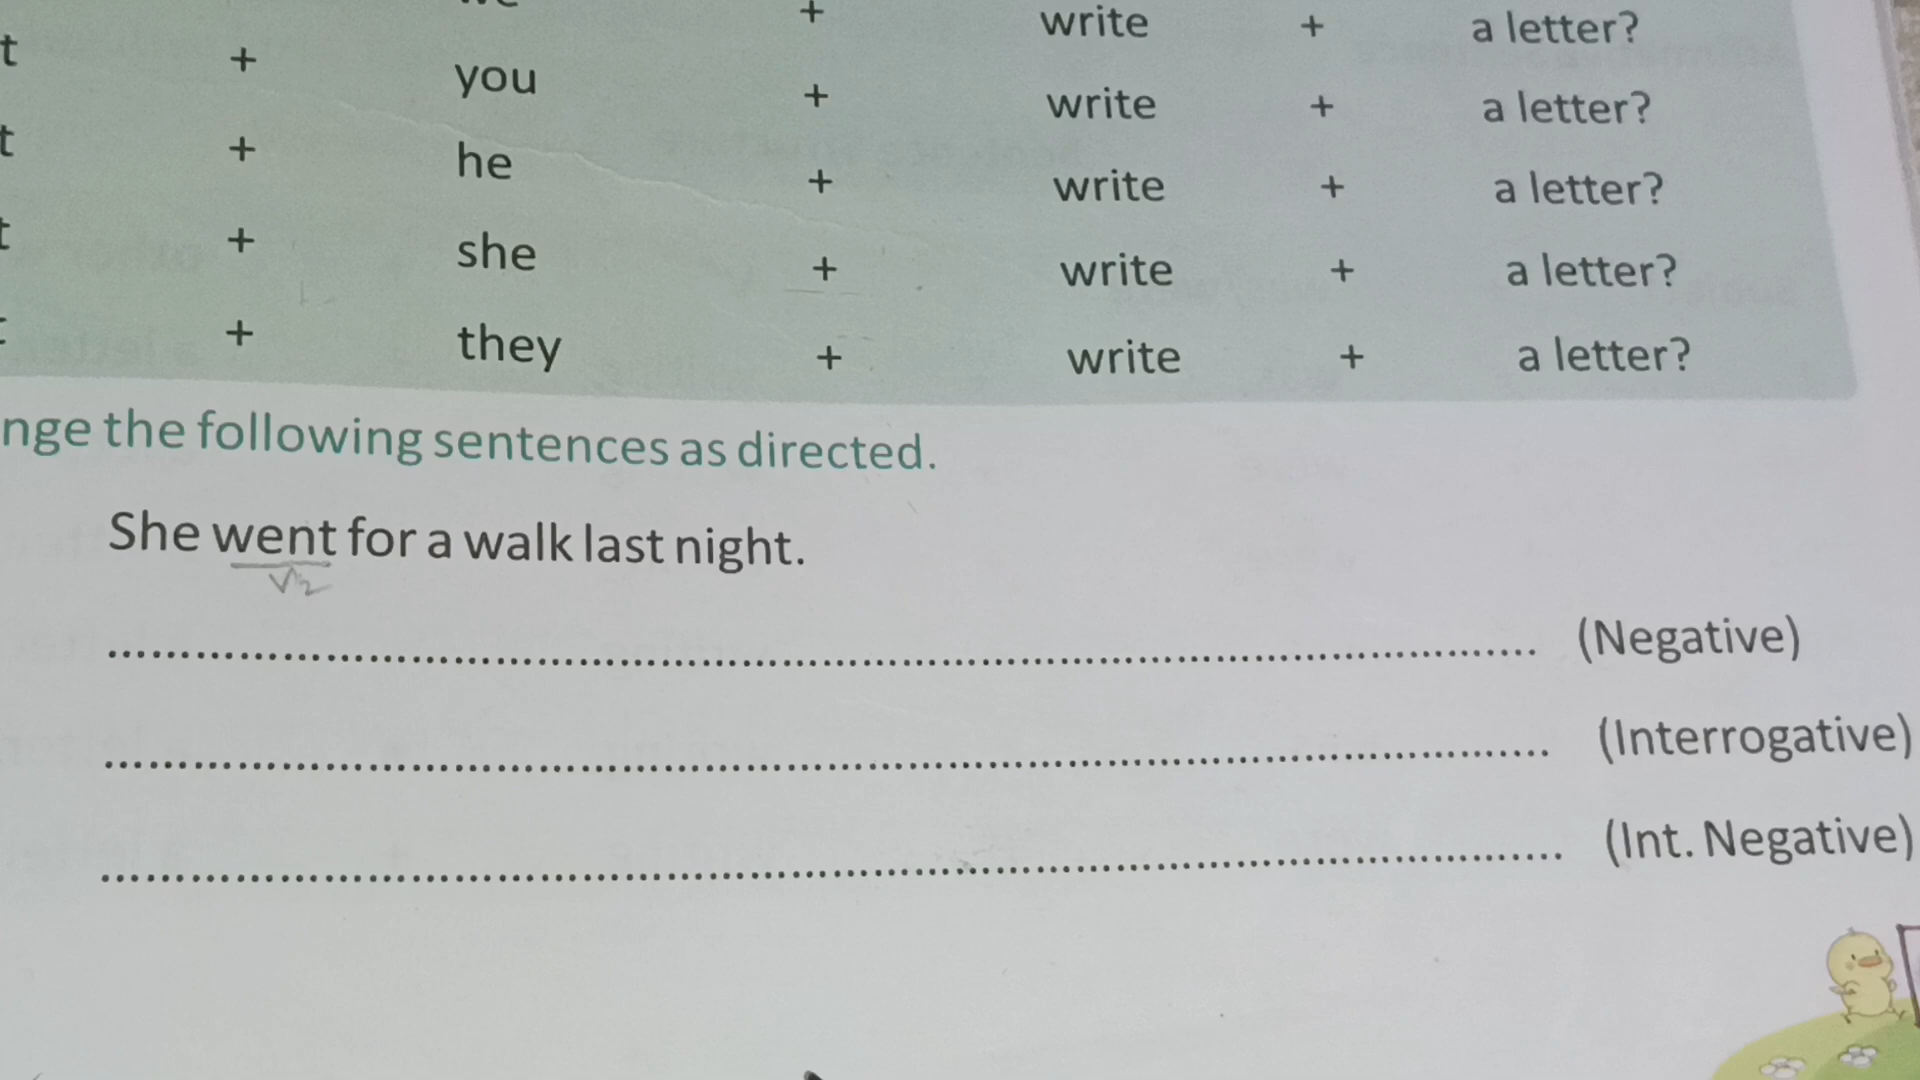 + write + a letter?
t + you + write + a letter?
t + he + write + a letter?
+ she + write + a letter?
+ they + write + a letter?
nge the following sentences as directed.
She went for a walk last night.
V2
.......... (Negative)
.......... (Interrogative)
.......... (Int. Negative)